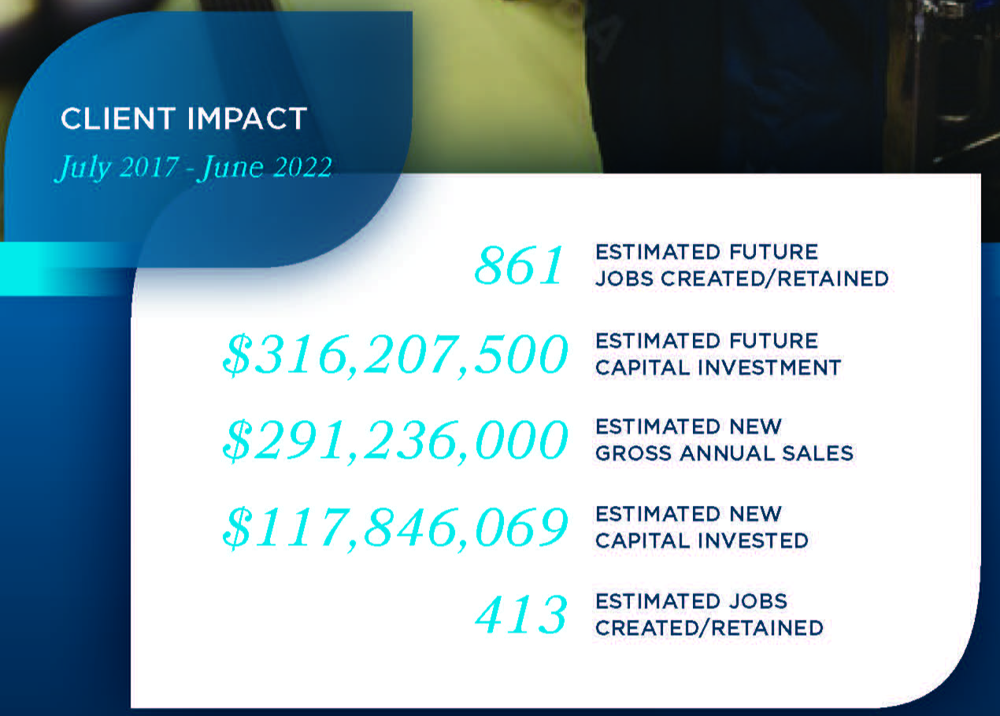 CLIENT IMPACT
July 2017 - June 2022
861
ESTIMATED FUTURE
JOBS CREATED/RETAINED
$316,207,500
ESTIMATED FUTURE
CAPITAL INVESTMENT
$291,236,000
ESTIMATED NEW
GROSS ANNUAL SALES
$117,846,069
ESTIMATED NEW
CAPITAL INVESTED
413
ESTIMATED JOBS
CREATED/RETAINED